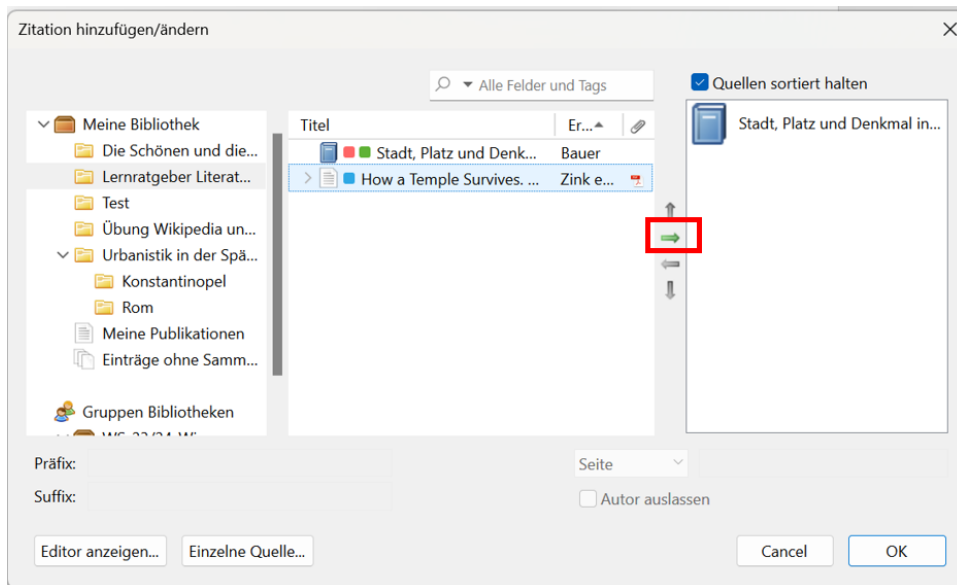 Zitation hinzufügen/ändern
Alle Felder und Tags
Quellen sortiert halten
Meine Bibliothek
Die Schönen und die...
Lernratgeber Literat...
Test
Übung Wikipedia un...
Urbanistik in der Spä...
Konstantinopel
Rom
Meine Publikationen
Einträge ohne Samm...
Gruppen Bibliotheken
Titel Er...
Stadt, Platz und Denk... Bauer
How a Temple Survives. ... Zink e...
Stadt, Platz und Denkmal in...
Präfix:
Seite
Suffix:
Autor auslassen
Editor anzeigen... Einzelne Quelle... Cancel OK